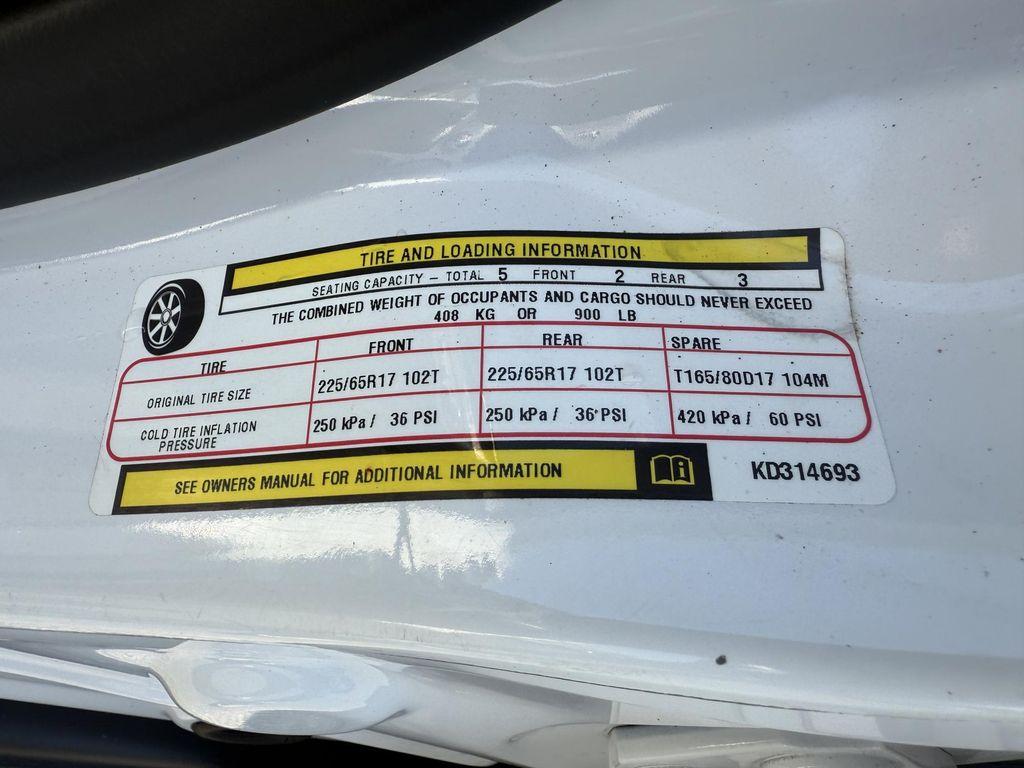 TIRE AND LOADING INFORMATION
SEATING CAPACITY – TOTAL 5 FRONT 2 REAR 3
THE COMBINED WEIGHT OF OCCUPANTS AND CARGO SHOULD NEVER EXCEED
408 KG OR 900 LB
TIRE FRONT REAR SPARE
ORIGINAL TIRE SIZE 225/65R17 102T 225/65R17 102T T165/80D17 104M
COLD TIRE INFLATION PRESSURE 250 kPa / 36 PSI 250 kPa / 36 PSI 420 kPa / 60 PSI
SEE OWNERS MANUAL FOR ADDITIONAL INFORMATION
KD314693